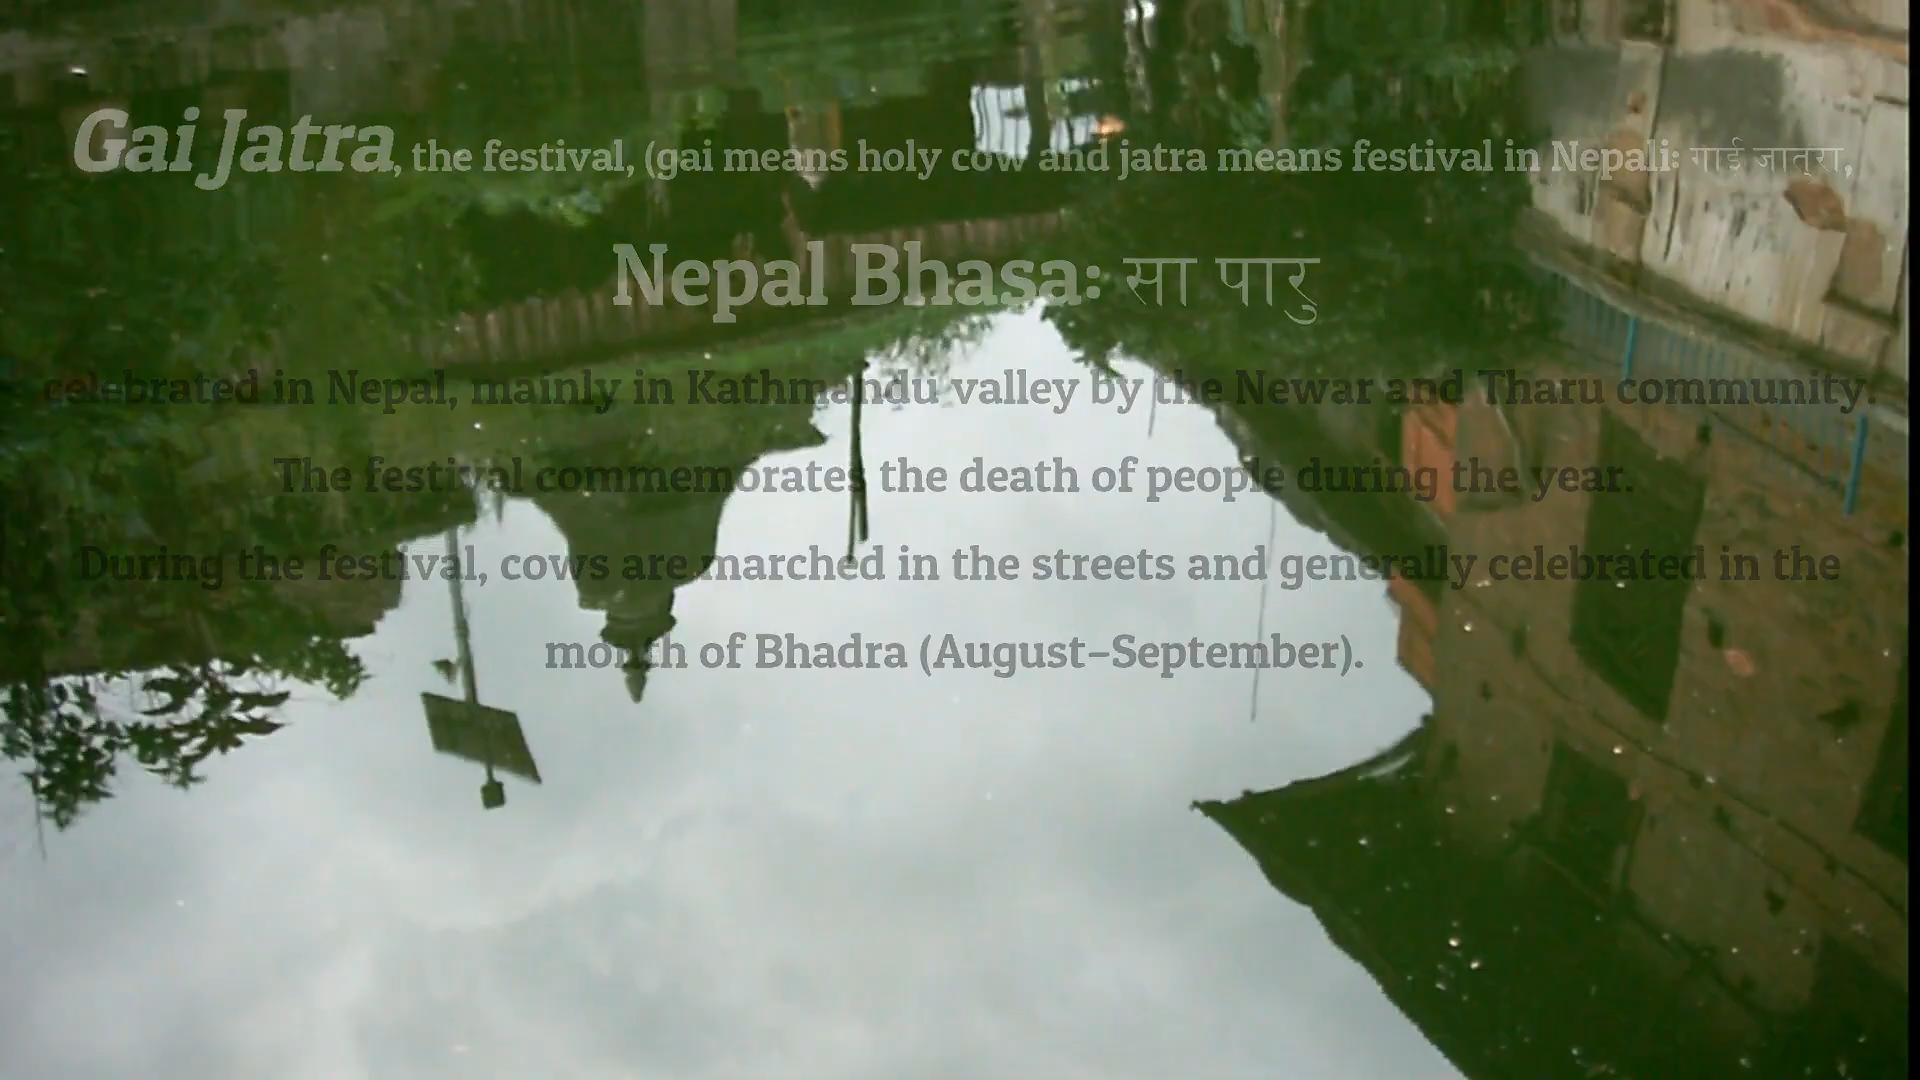 Gai Jatra, the festival, (gai means holy cow and jatra means festival in Nepali: गाई जात्रा,
Nepal Bhasa: सा पारु
celebrated in Nepal, mainly in Kathmandu valley by the Newar and Tharu community.
The festival commemorates the death of people during the year.
During the festival, cows are marched in the streets and generally celebrated in the
month of Bhadra (August–September).